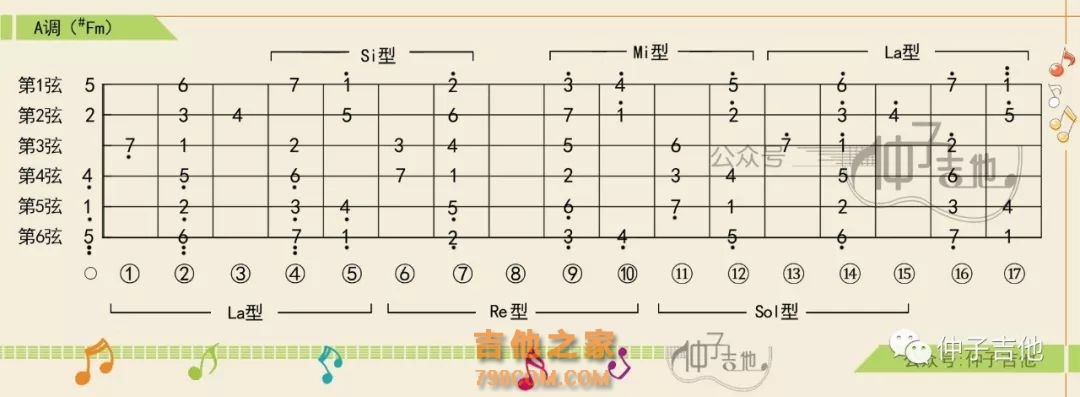 A调（#Fm）
Si型 Mi型 La型
第1弦 5 6 7 1 2 3 4 5 6 7 1
第2弦 2 3 4 5 6 7 1 2 3 4 5
第3弦 7 1 2 3 4 5 6 7 1 2
公众号 仲子吉他
第4弦 4 5 6 7 1 2 3 4 5 6
第5弦 1 2 3 4 5 6 7 1 2 3 4
第6弦 5 6 7 1 2 3 4 5 6 7 1
○ ① ② ③ ④ ⑤ ⑥ ⑦ ⑧ ⑨ ⑩ ⑪ ⑫ ⑬ ⑭ ⑮ ⑯ ⑰
La型 Re型 Sol型
吉他之家
798COM.COM
仲子吉他
仲子吉他
公众号:仲子吉他